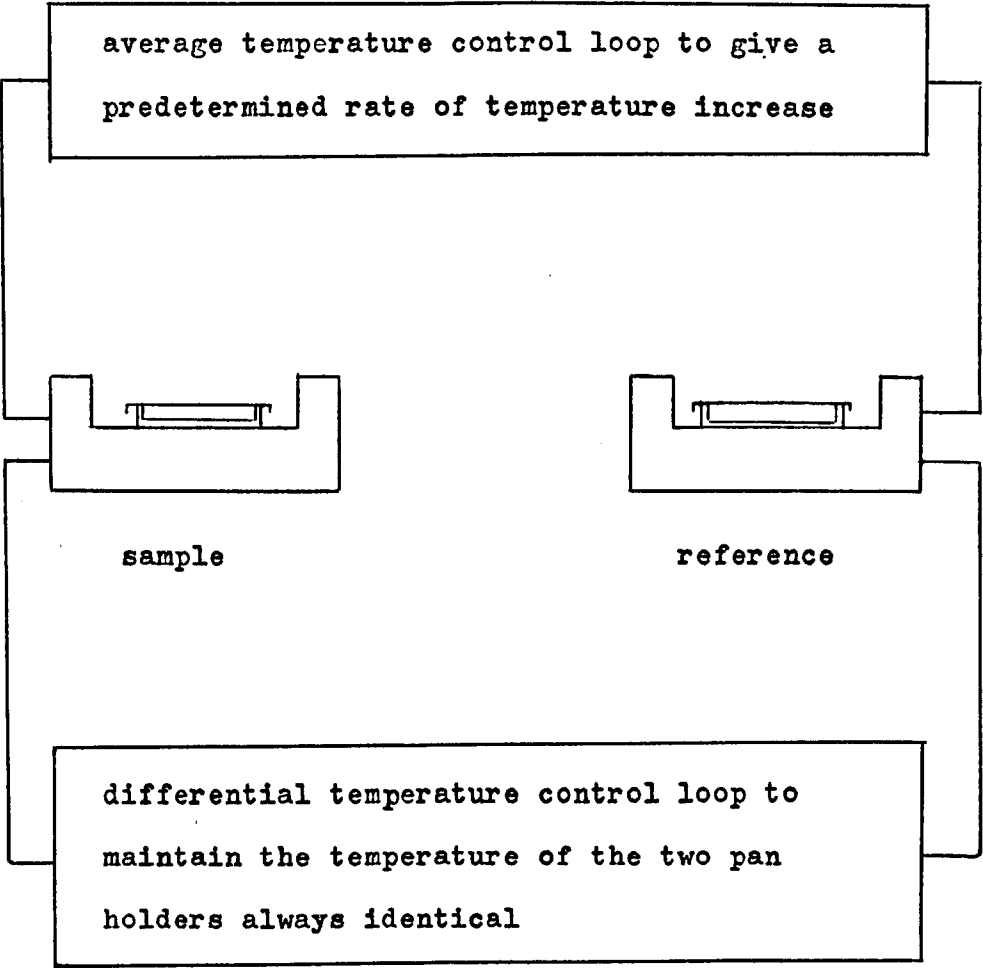 average temperature control loop to give a
predetermined rate of temperature increase
sample
reference
differential temperature control loop to
maintain the temperature of the two pan
holders always identical